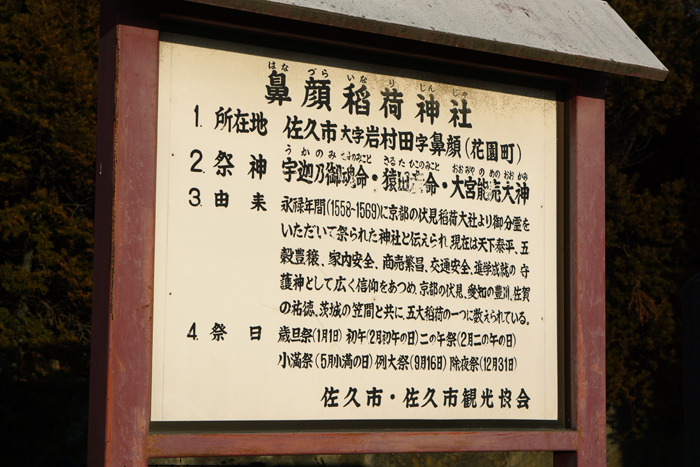 はな づら いな り じん じゃ
鼻顔稲荷神社
1. 所在地 佐久市大字岩村田字鼻顔(花園町)
うかのみたまのみこと さるたひこのみこと おおみやのめのおおかみ
2. 祭神 宇迦乃御魂命・猿田彦命・大宮能売大神
3. 由来 永禄年間(1558-1569)に京都の伏見稲荷大社より御分霊を
いただいて祭られた神社と伝えられ、現在は天下泰平、五
穀豊穣、家内安全、商売繁昌、交通安全、進学成就の守
護神として広く信仰をあつめ、京都の伏見、愛知の豊川、佐賀
の祐徳、茨城の笠間と共に、五大稲荷の一つに数えられている。
4. 祭日 歳旦祭(1月1日) 初午(2月初午の日) 二の午祭(2月二の午の日)
小満祭(5月小満の日) 例大祭(9月16日) 除夜祭(12月31日)
佐久市・佐久市観光協会